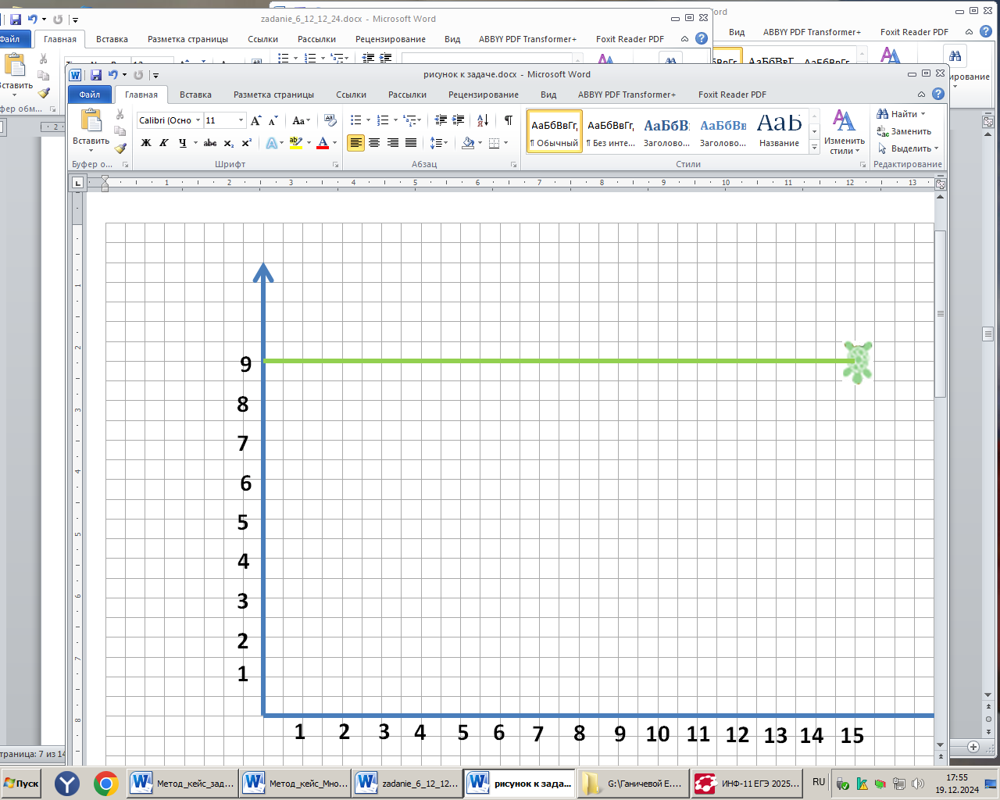 zadanie_6_12_12_24.docx - Microsoft Word
Word
Файл Главная Вставка Разметка страницы Ссылки Рассылки Рецензирование Вид ABBYY PDF Transformer+ Foxit Reader PDF
Вид ABBYY PDF Transformer+ Foxit Reader PDF
рисунок к задаче.docx - Microsoft Word
Файл Главная Вставка Разметка страницы Ссылки Рассылки Рецензирование Вид ABBYY PDF Transformer+ Foxit Reader PDF
Вставить
Calibri (Осно 11
Ж К Ч abc x₂ x²
Буфер о... Шрифт Абзац Стили Редактирование
АаБбВвГг, АаБбВвГг, АаБбВ АаБбВв АаБ
¶ Обычный ¶ Без инте... Заголово... Заголово... Название
Изменить стили
Найти
Заменить
Выделить
1 2 3 4 5 6 7 8 9 10 11 12 13
9
8
7
6
5
4
3
2
1
1 2 3 4 5 6 7 8 9 10 11 12 13 14 15
траница: 7 из 14
Пуск Метод_кейс_зад... Метод_кейс_Мно... zadanie_6_12_12... рисунок к зада... G:\Ганичевой Е.... ИНФ-11 ЕГЭ 2025... RU 17:55
19.12.2024